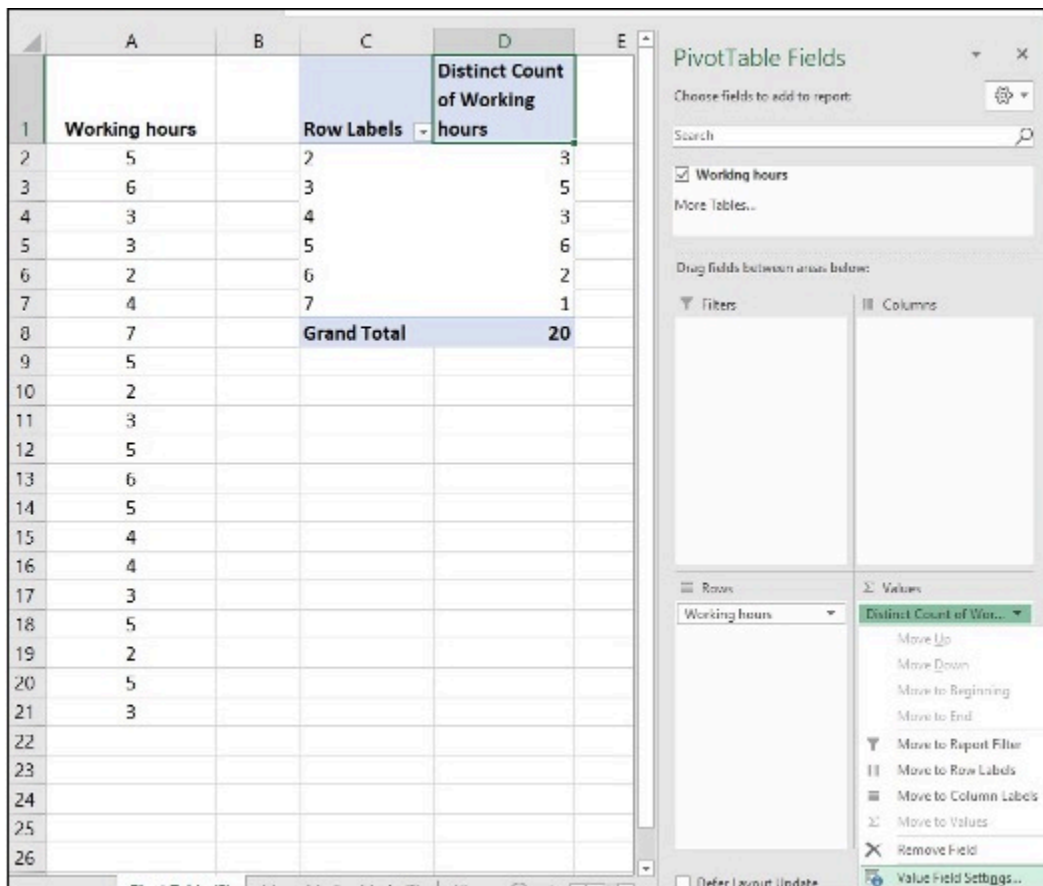 A B C D E
1 Working hours Row Labels Distinct Count of Working hours
2 5 2 3
3 6 3 5
4 3 4 3
5 3 5 6
6 2 6 2
7 4 7 1
8 7 Grand Total 20
9 5
10 2
11 3
12 5
13 6
14 5
15 4
16 4
17 3
18 5
19 2
20 5
21 3
22
23
24
25
26
PivotTable Fields
Choose fields to add to report:
Search
Working hours
More Tables...
Drag fields between areas below:
Filters
Columns
Rows
Σ Values
Working hours
Distinct Count of Wor...
Move Up
Move Down
Move to Beginning
Move to End
Move to Report Filter
Move to Row Labels
Move to Column Labels
Σ Move to Values
Remove Field
Value Field Settings...
Defer Layout Update